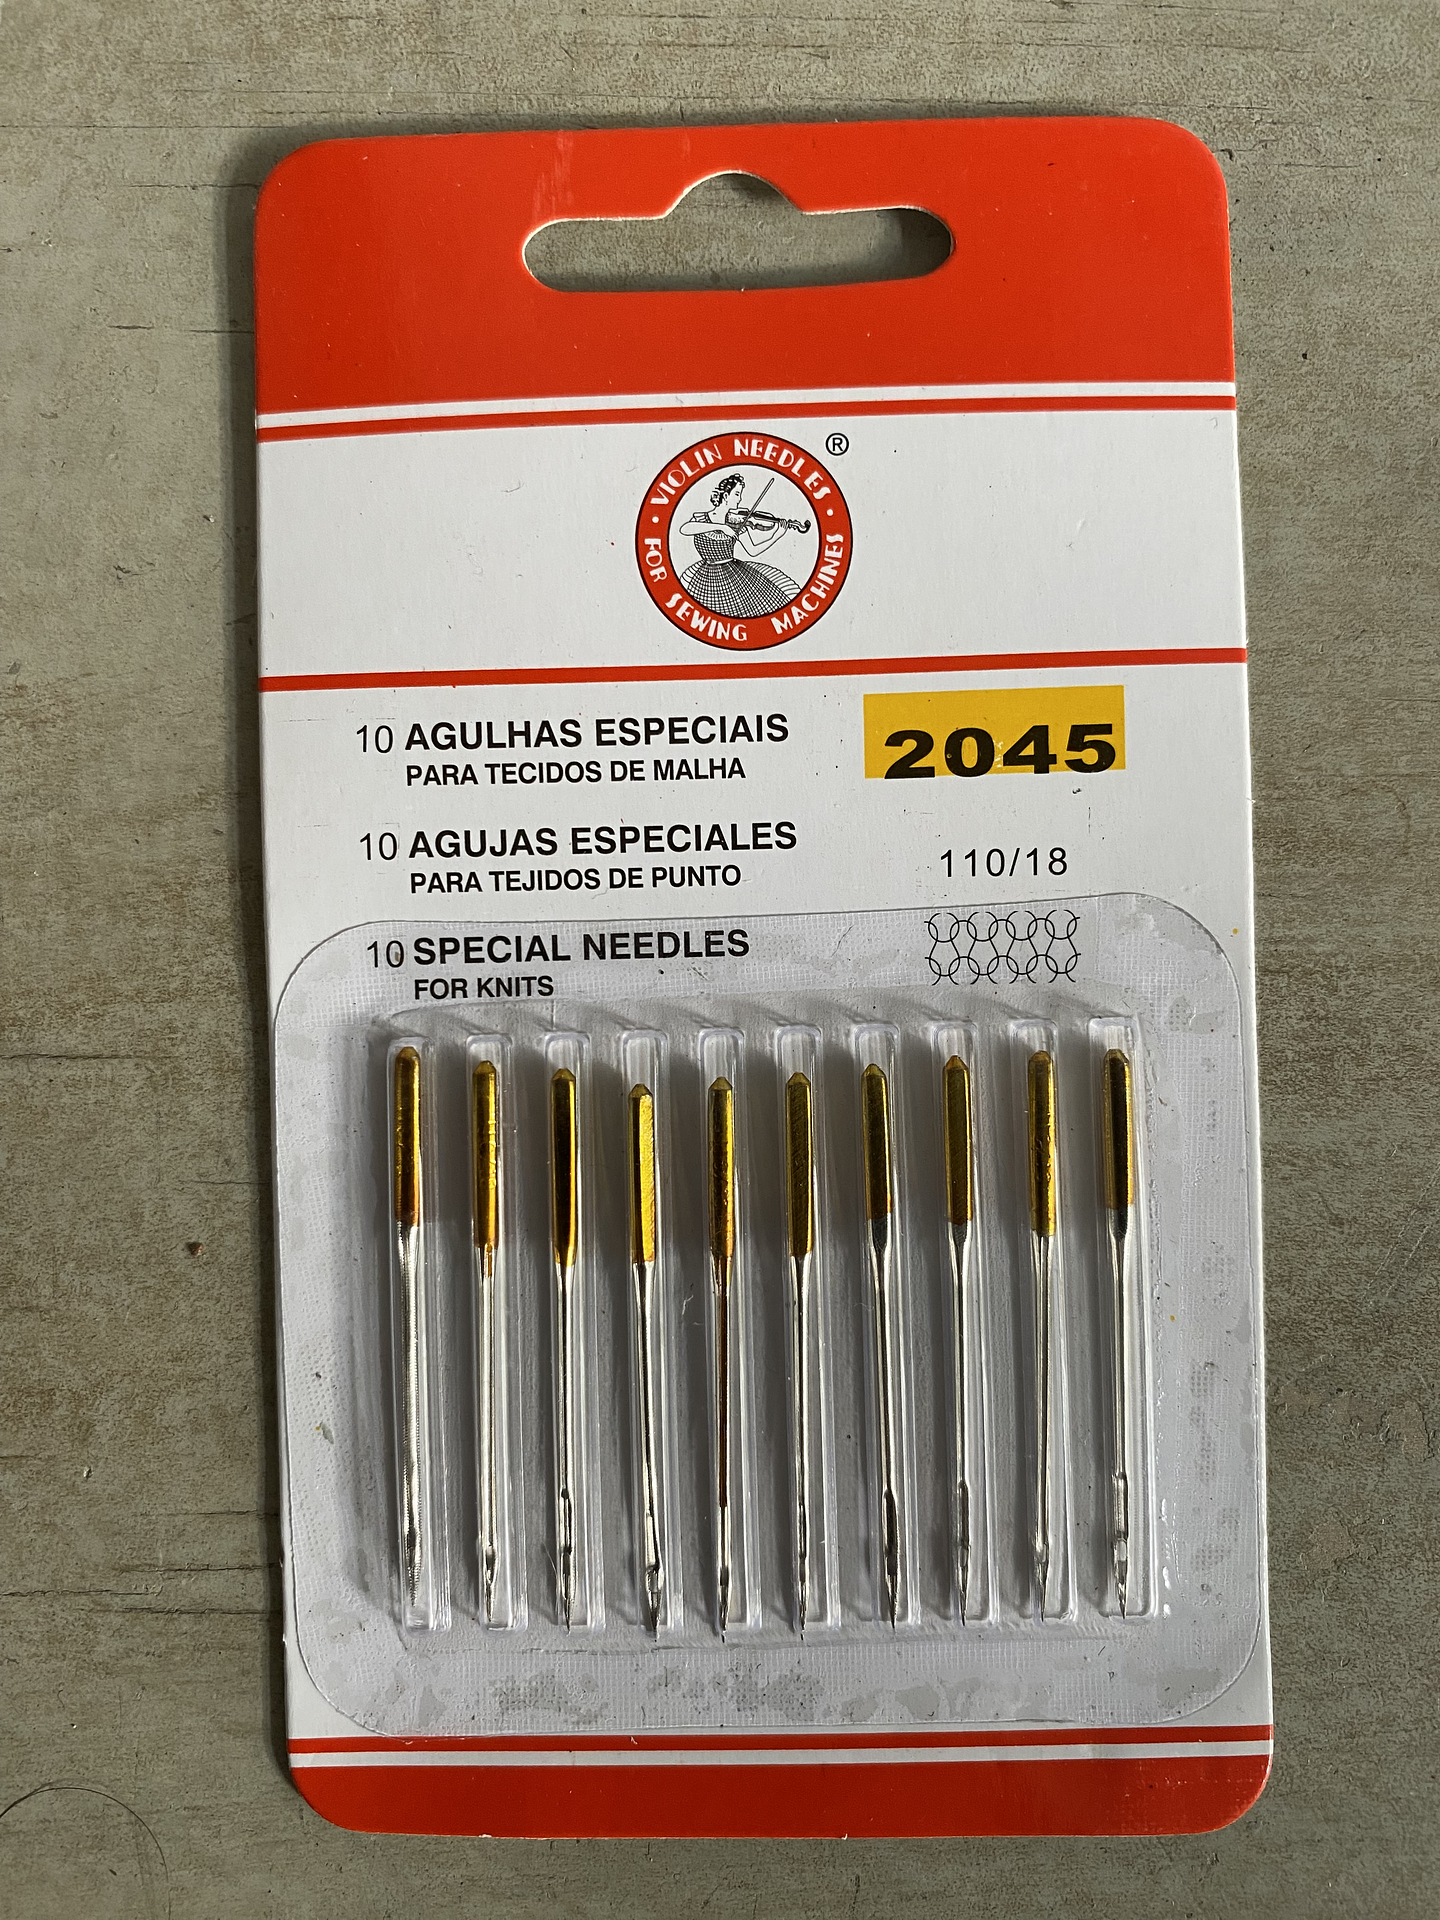 VIOLIN NEEDLES ®
FOR SEWING MACHINES
10 AGULHAS ESPECIAIS
PARA TECIDOS DE MALHA
2045
10 AGUJAS ESPECIALES
PARA TEJIDOS DE PUNTO
110/18
10 SPECIAL NEEDLES
FOR KNITS